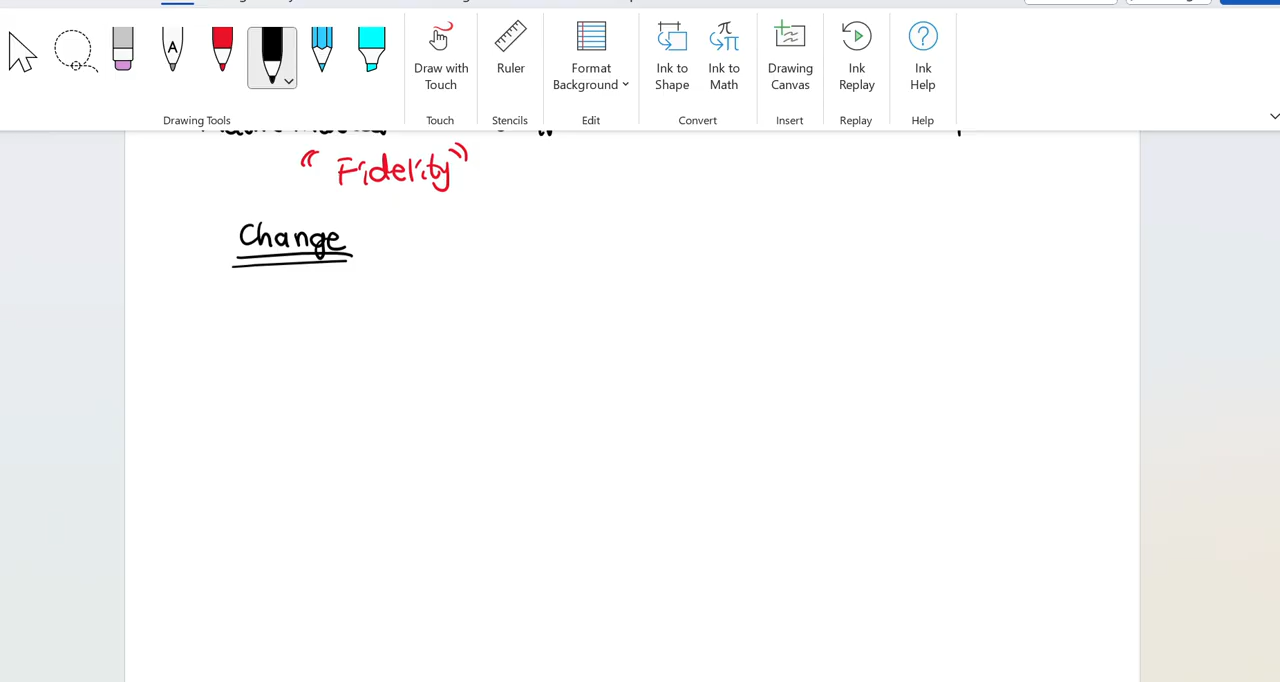 Draw with Touch
Ruler
Format Background
Ink to Shape
Ink to Math
Drawing Canvas
Ink Replay
Ink Help
Drawing Tools
Touch
Stencils
Edit
Convert
Insert
Replay
Help
"Fidelity"
Change